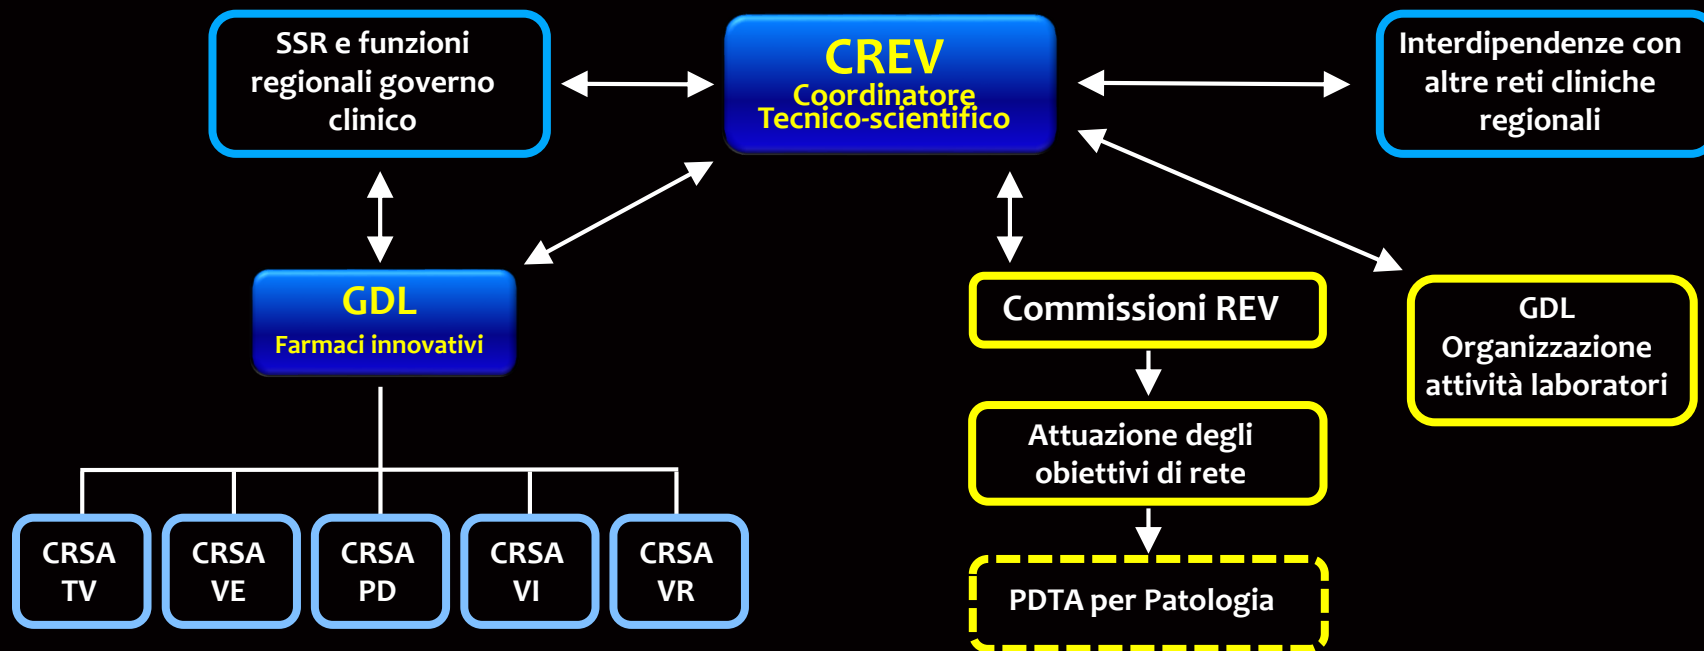 SSR e funzioni
regionali governo
clinico
CREV
Coordinatore
Tecnico-scientifico
Interdipendenze con
altre reti cliniche
regionali
GDL
Farmaci innovativi
Commissioni REV
GDL
Organizzazione
attività laboratori
Attuazione degli
obiettivi di rete
CRSA
TV
CRSA
VE
CRSA
PD
CRSA
VI
CRSA
VR
PDTA per Patologia